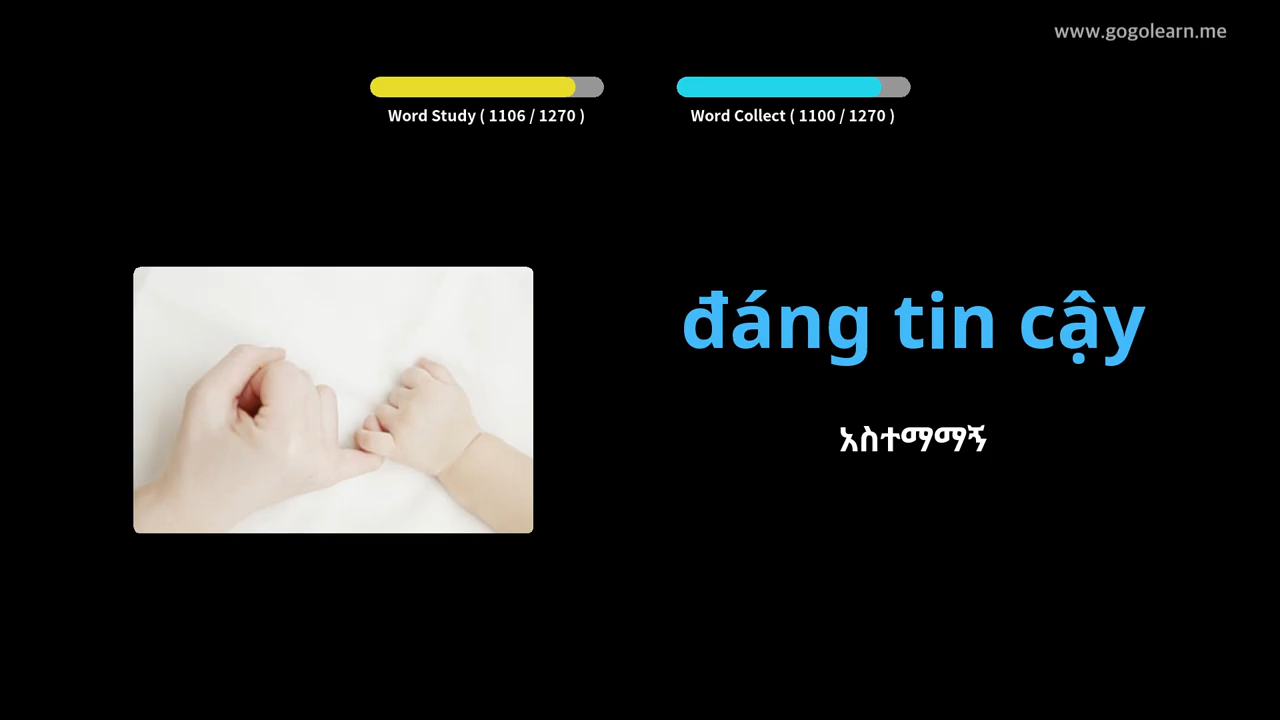 www.gogolearn.me
Word Study ( 1106 / 1270 )
Word Collect ( 1100 / 1270 )
đáng tin cậy
አስተማማኝ